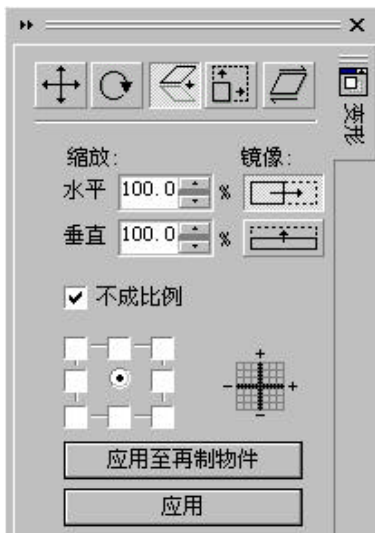 变形
缩放: 镜像:
水平 100.0 %
垂直 100.0 %
不成比例
应用至再制物件
应用